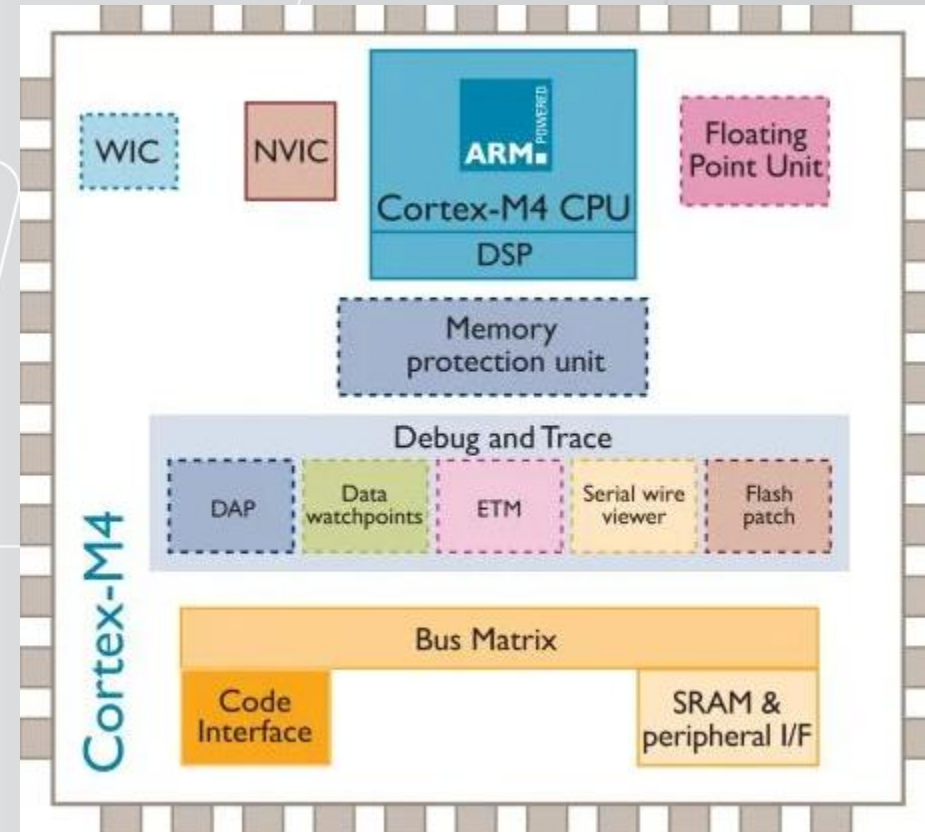 WIC
NVIC
ARM
POWERED
Cortex-M4 CPU
DSP
Floating
Point Unit
Memory
protection unit
Debug and Trace
DAP
Data
watchpoints
ETM
Serial wire
viewer
Flash
patch
Cortex-M4
Bus Matrix
Code
Interface
SRAM &
peripheral I/F